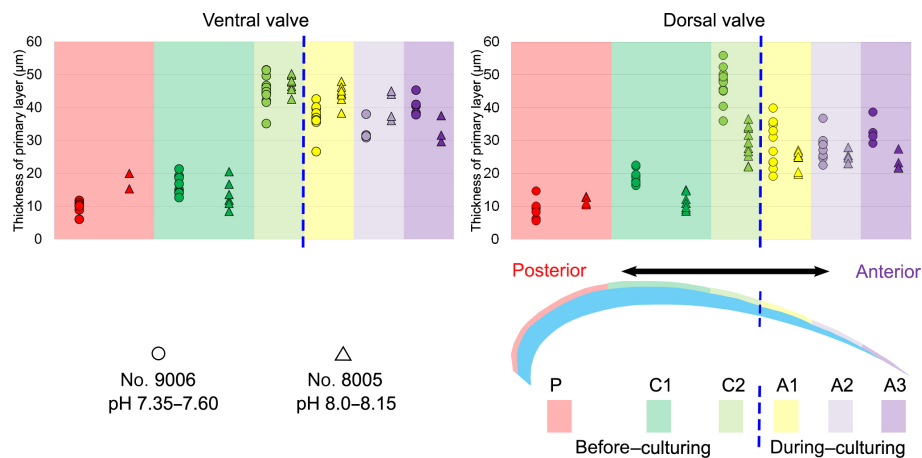 Ventral valve
Thickness of primary layer (μm)
60
50
40
30
20
10
0
Dorsal valve
Thickness of primary layer (μm)
60
50
40
30
20
10
0
Posterior
Anterior
No. 9006
pH 7.35–7.60
No. 8005
pH 8.0–8.15
P C1 C2 A1 A2 A3
Before–culturing During–culturing